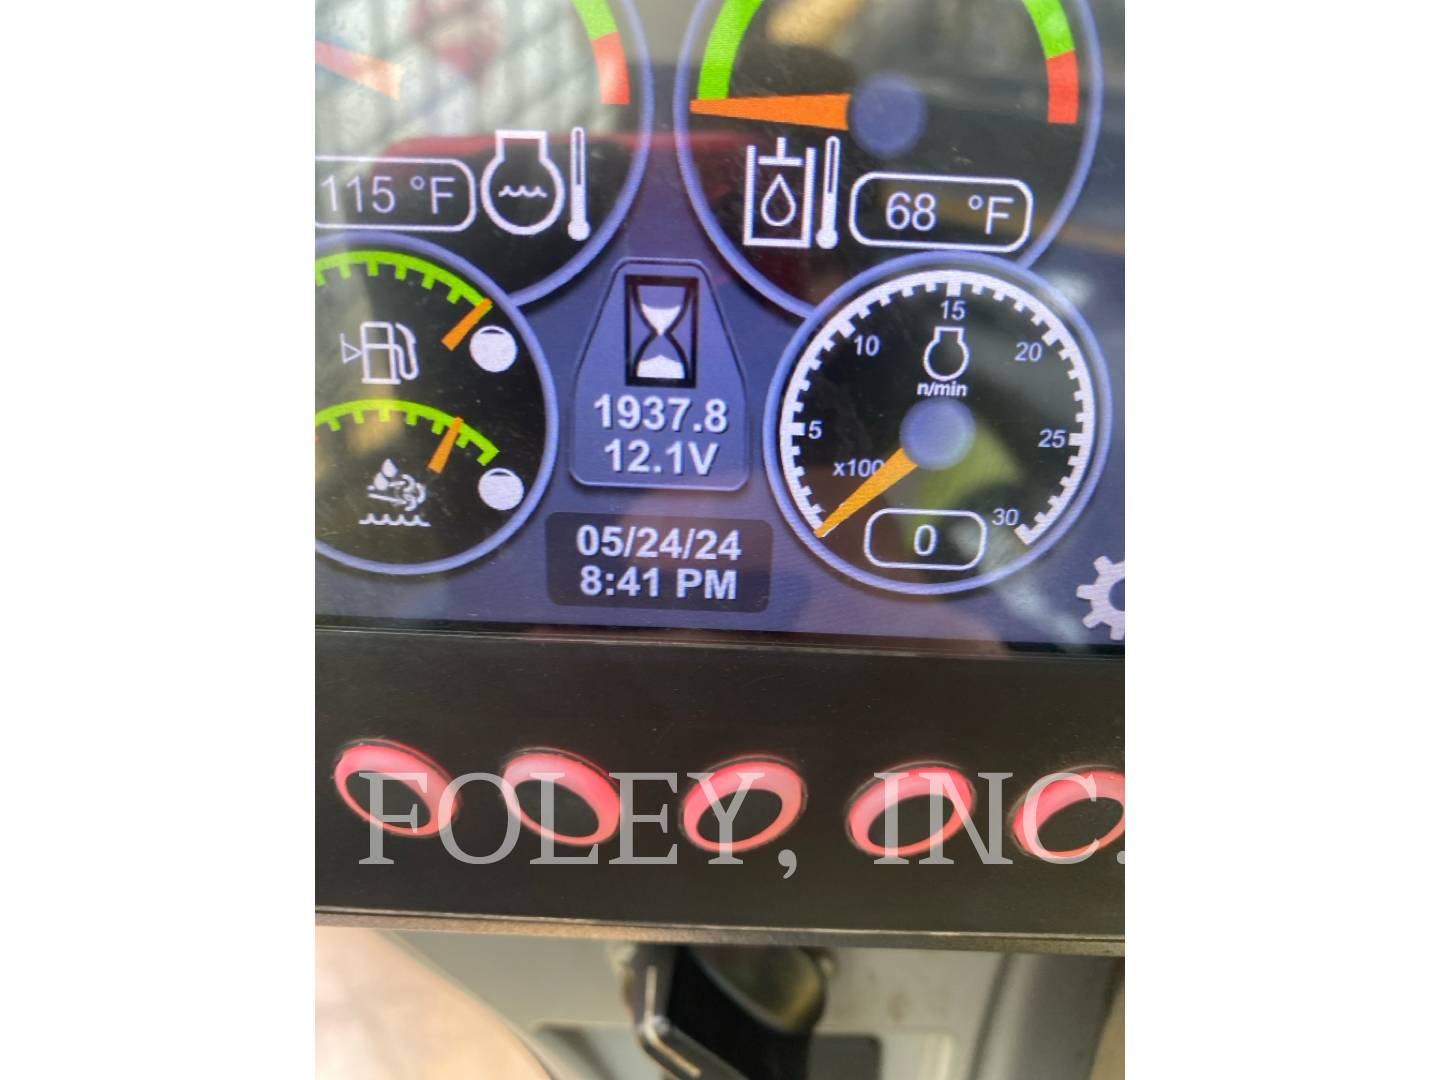 115 °F
68 °F
15
10
20
n/min
1937.8
5
25
12.1V
x100
30
05/24/24
0
8:41 PM
FOLEY, INC.